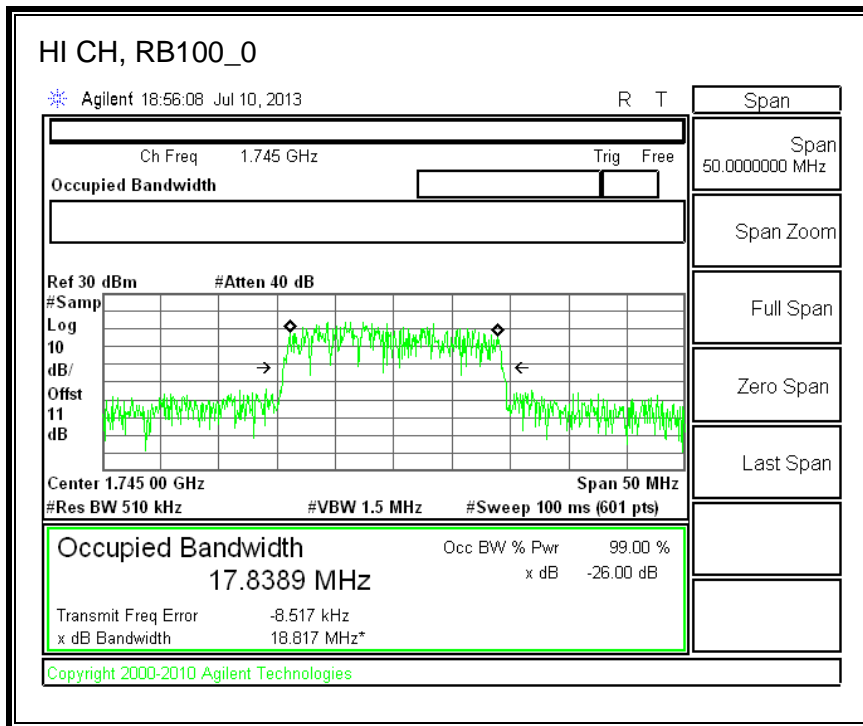 HI CH, RB100_0
Agilent 18:56:08 Jul 10, 2013 R T
Ch Freq 1.745 GHz Trig Free
Occupied Bandwidth
Ref 30 dBm #Atten 40 dB
#Samp
Log
10
dB/
Offst
11
dB
Center 1.745 00 GHz Span 50 MHz
#Res BW 510 kHz #VBW 1.5 MHz #Sweep 100 ms (601 pts)
Occupied Bandwidth Occ BW % Pwr 99.00 %
17.8389 MHz x dB -26.00 dB
Transmit Freq Error -8.517 kHz
x dB Bandwidth 18.817 MHz*
Copyright 2000-2010 Agilent Technologies
Span
Span
50.0000000 MHz
Span Zoom
Full Span
Zero Span
Last Span